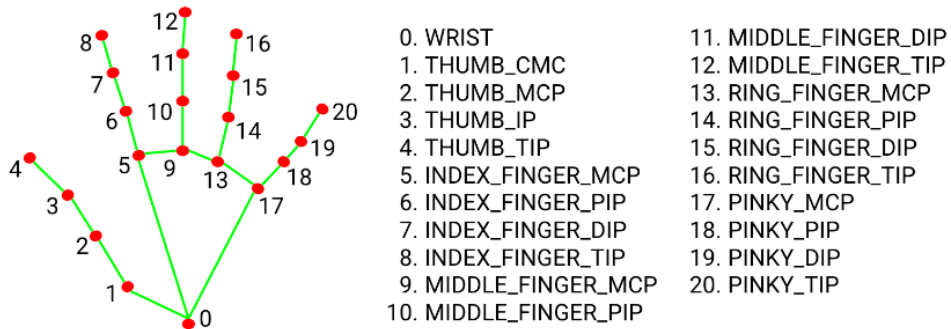 12
8
16
11
7
15
10
6
20
14
19
4
5
9
13
18
3
17
2
1
0
0. WRIST
1. THUMB_CMC
2. THUMB_MCP
3. THUMB_IP
4. THUMB_TIP
5. INDEX_FINGER_MCP
6. INDEX_FINGER_PIP
7. INDEX_FINGER_DIP
8. INDEX_FINGER_TIP
9. MIDDLE_FINGER_MCP
10. MIDDLE_FINGER_PIP
11. MIDDLE_FINGER_DIP
12. MIDDLE_FINGER_TIP
13. RING_FINGER_MCP
14. RING_FINGER_PIP
15. RING_FINGER_DIP
16. RING_FINGER_TIP
17. PINKY_MCP
18. PINKY_PIP
19. PINKY_DIP
20. PINKY_TIP